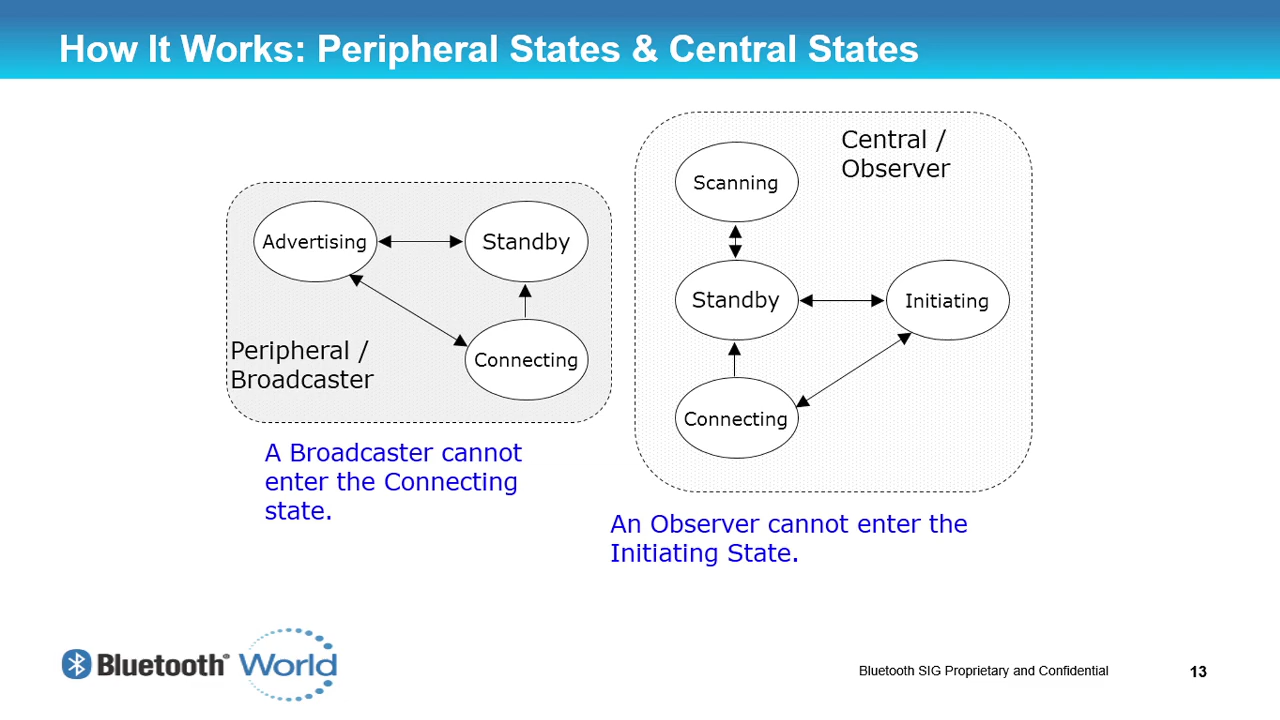 How It Works: Peripheral States & Central States
Advertising
Standby
Connecting
Peripheral /
Broadcaster
A Broadcaster cannot
enter the Connecting
state.
Central /
Observer
Scanning
Standby
Initiating
Connecting
An Observer cannot enter the
Initiating State.
Bluetooth® World
Bluetooth SIG Proprietary and Confidential
13